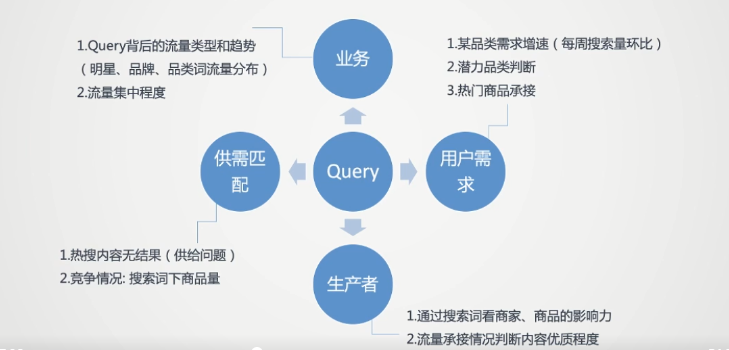 1.Query背后的流量类型和趋势
（明星、品牌、品类词流量分布）
2.流量集中程度
业务
1.某品类需求增速（每周搜索量环比）
2.潜力品类判断
3.热门商品承接
供需匹
配
Query
用户需
求
1.热搜内容无结果（供给问题）
2.竞争情况: 搜索词下商品量
生产者
1.通过搜索词看商家、商品的影响力
2.流量承接情况判断内容优质程度